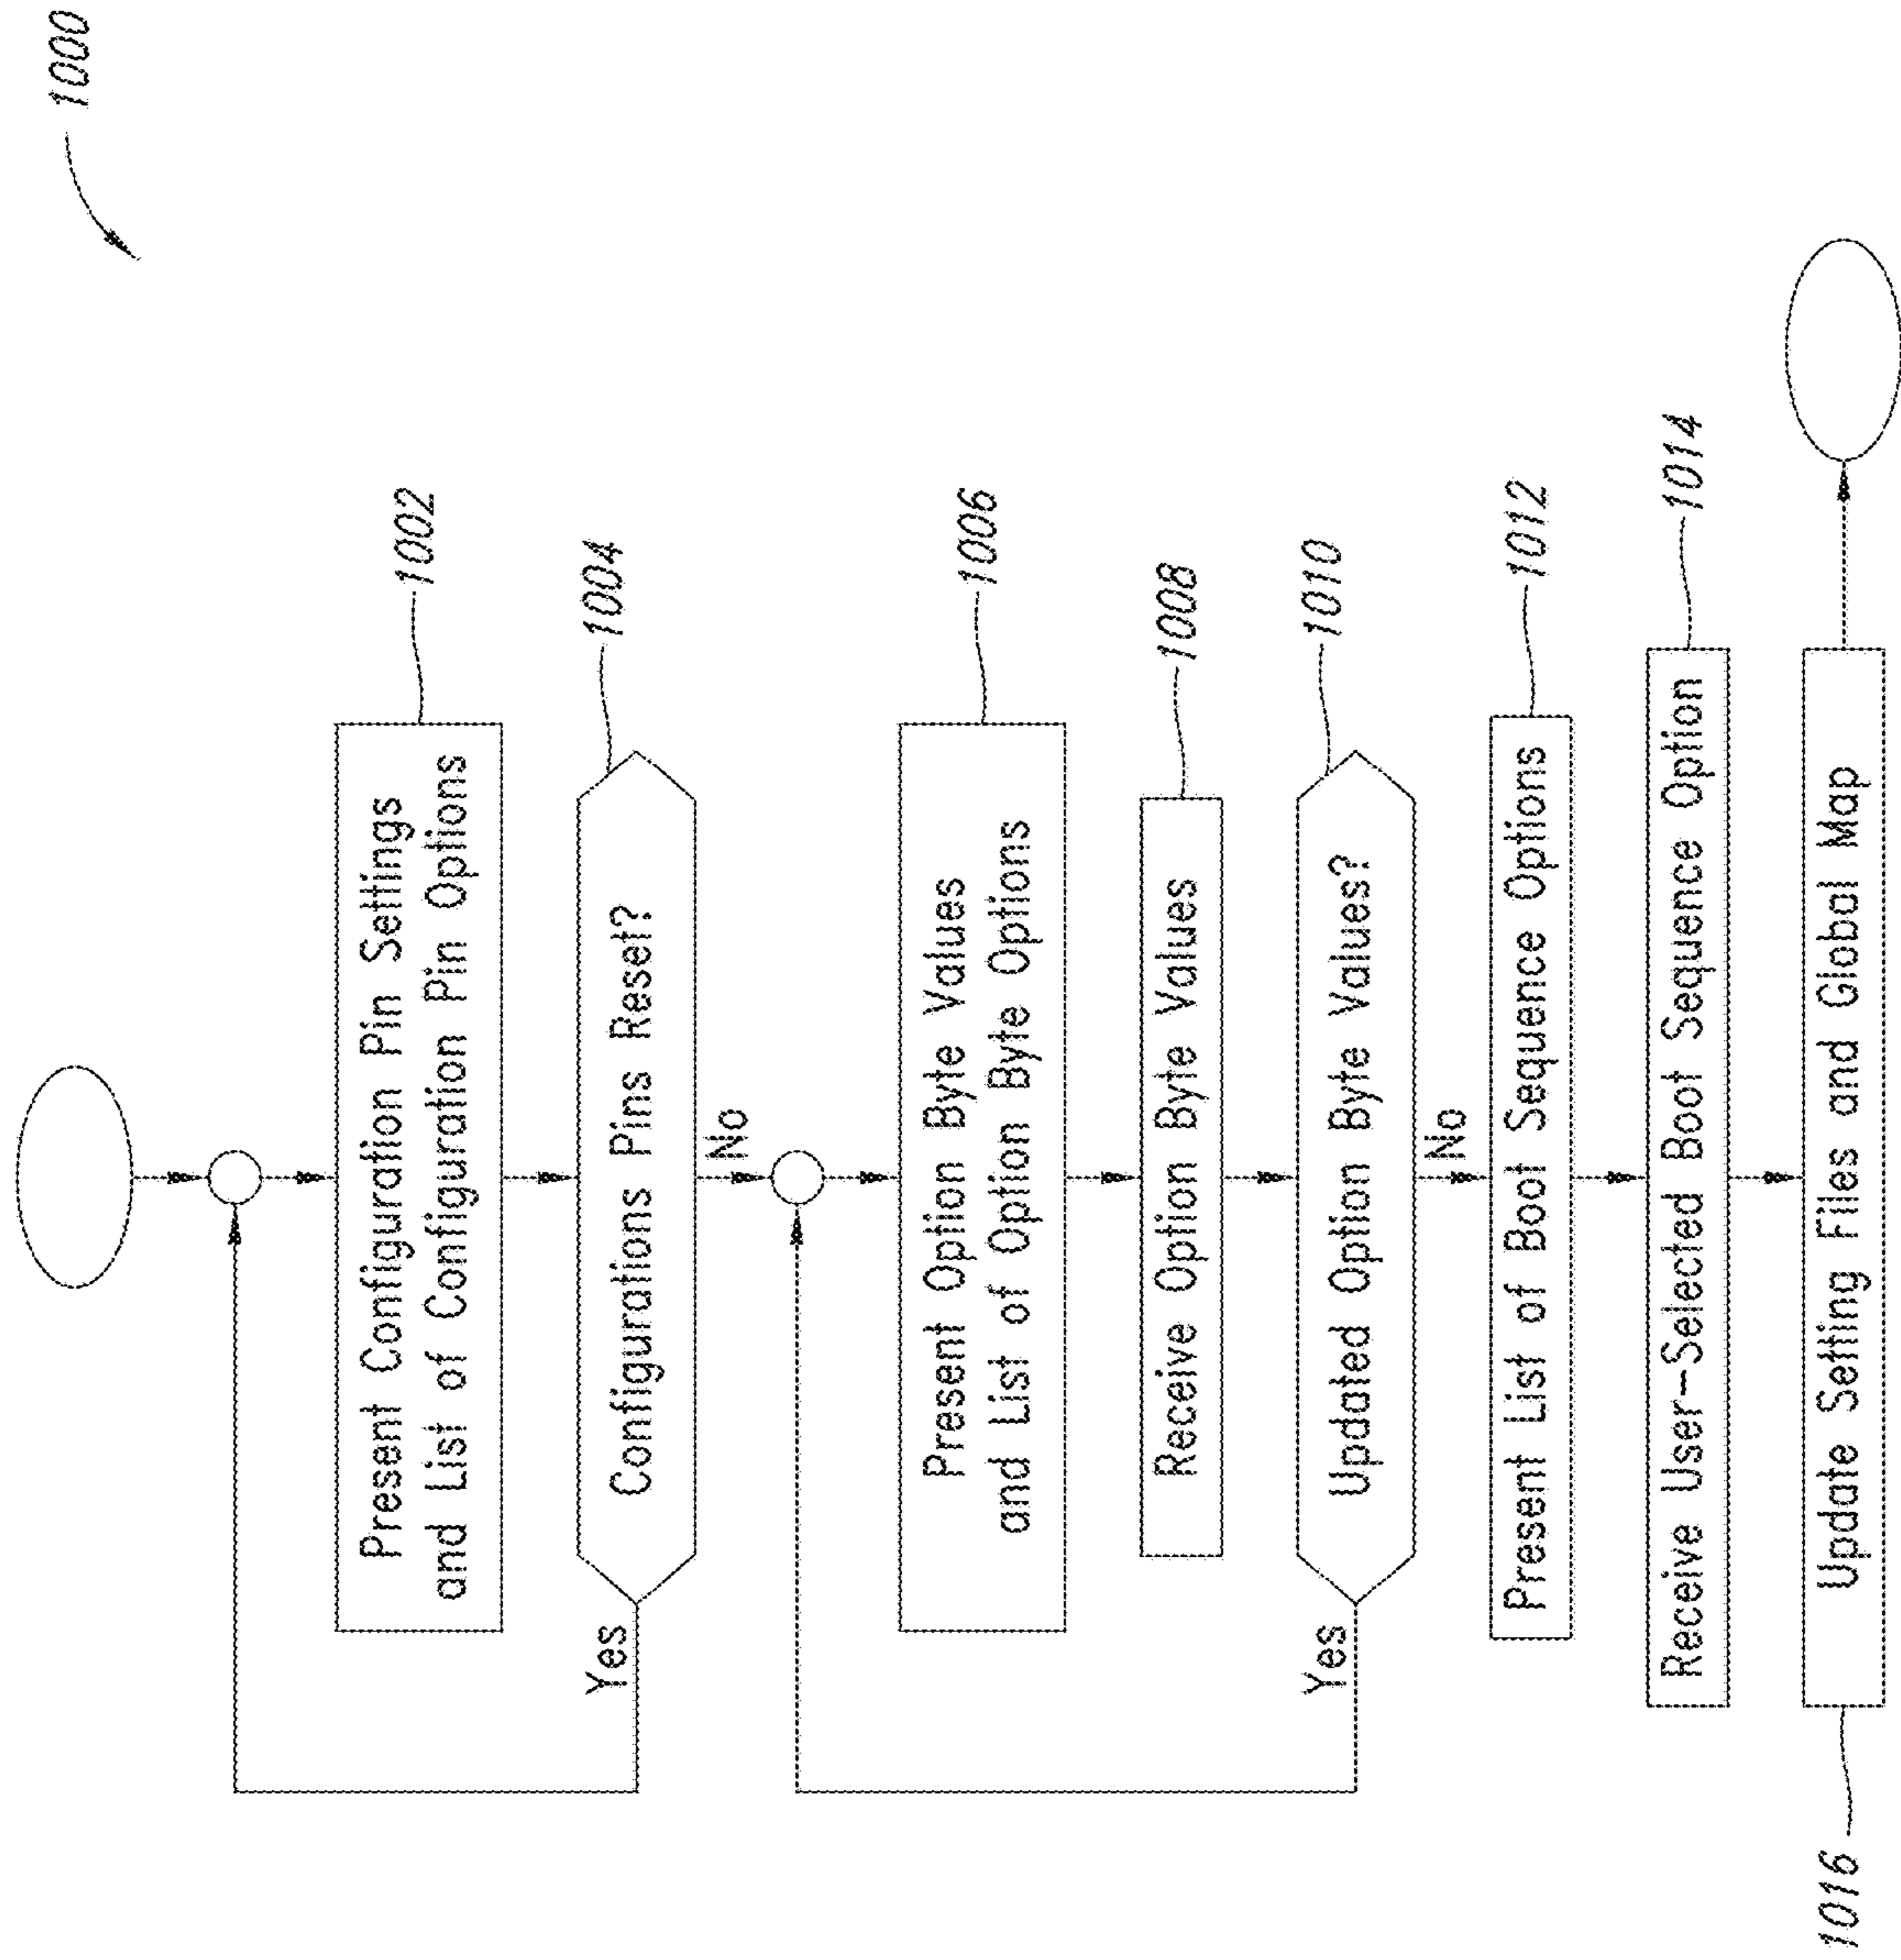 1000
Present Configuration Pin Settings
and List of Configuration Pin Options
1002
Configurations Pins Reset?
1004
Yes
No
Present Option Byte Values
and List of Option Byte Options
1006
Receive Option Byte Values
1008
Updated Option Byte Values?
1010
Yes
No
Present List of Boot Sequence Options
1012
Receive User-Selected Boot Sequence Option
1014
Update Setting Files and Global Map
1016